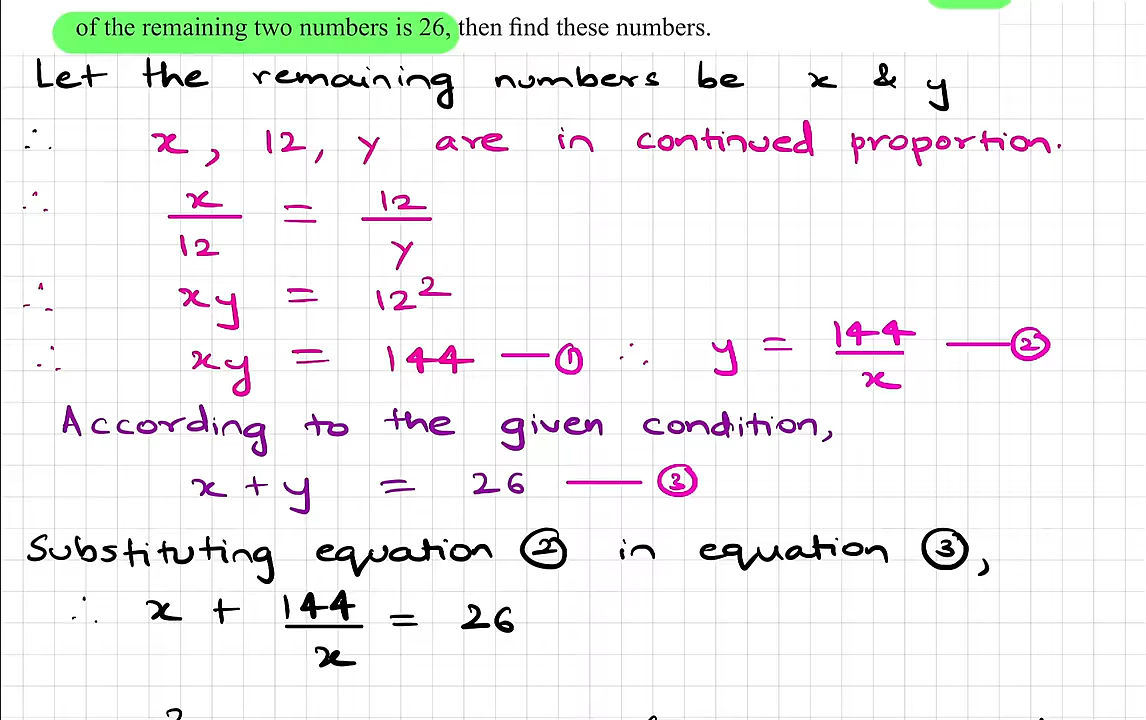 of the remaining two numbers is 26, then find these numbers.
Let the remaining numbers be x & y
∴ x, 12, y are in continued proportion.
∴ x/12 = 12/y
∴ xy = 12²
∴ xy = 144 — ① ∴ y = 144/x — ②
According to the given condition,
x + y = 26 — ③
Substituting equation ② in equation ③,
∴ x + 144/x = 26